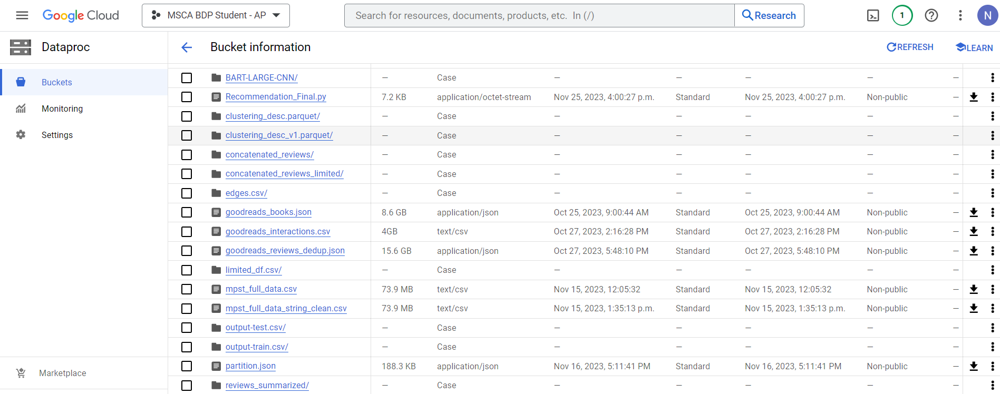 Google Cloud MSCA BDP Student - AP Search for resources, documents, products, etc. In (/) Research 1 N
Dataproc Bucket information REFRESH LEARN
Buckets
Monitoring
Settings
Marketplace
BART-LARGE-CNN/ — Case — — — — —
Recommendation_Final.py 7.2 KB application/octet-stream Nov 25, 2023, 4:00:27 p.m. Standard Nov 25, 2023, 4:00:27 p.m. Non-public —
clustering_desc.parquet/ — Case — — — — —
clustering_desc_v1.parquet/ — Case — — — — —
concatenated_reviews/ — Case — — — — —
concatenated_reviews_limited/ — Case — — — — —
edges.csv/ — Case — — — — —
goodreads_books.json 8.6 GB application/json Oct 25, 2023, 9:00:44 AM Standard Oct 25, 2023, 9:00:44 AM Non-public —
goodreads_interactions.csv 4GB text/csv Oct 27, 2023, 2:16:28 PM Standard Oct 27, 2023, 2:16:28 PM Non-public —
goodreads_reviews_dedup.json 15.6 GB application/json Oct 27, 2023, 5:48:10 PM Standard Oct 27, 2023, 5:48:10 PM Non-public —
limited_df.csv/ — Case — — — — —
mpst_full_data.csv 73.9 MB text/csv Nov 15, 2023, 12:05:32 Standard Nov 15, 2023, 12:05:32 Non-public —
mpst_full_data_string_clean.csv 73.9 MB text/csv Nov 15, 2023, 1:35:13 p.m. Standard Nov 15, 2023, 1:35:13 p.m. Non-public —
output-test.csv/ — Case — — — — —
output-train.csv/ — Case — — — — —
partition.json 188.3 KB application/json Nov 16, 2023, 5:11:41 PM Standard Nov 16, 2023, 5:11:41 PM Non-public —
reviews_summarized/ — Case — — — — —